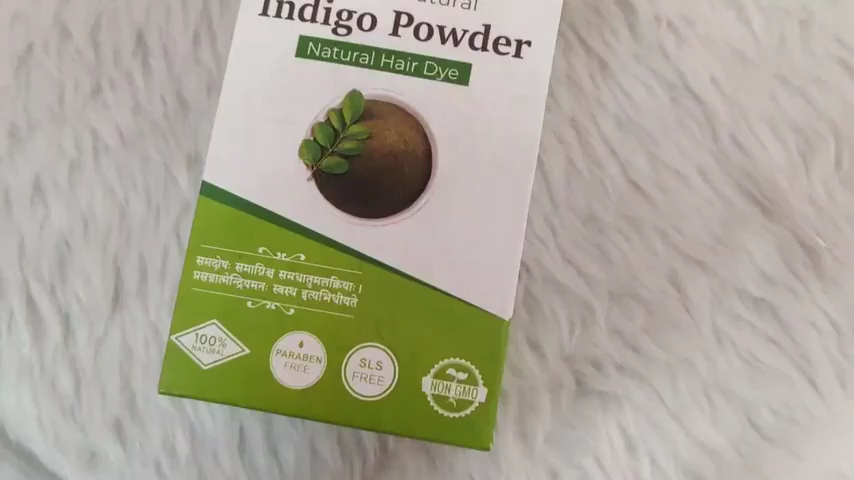 Indigo Powder
Natural Hair Dye
समदोषः समाग्निश्च समधातुमलक्रियाः।
प्रसन्नात्मेन्द्रियमनः स्वस्थ इत्यभिधीयते
100%
NATURAL
PARABEN
FREE
SLS
FREE
NON GMO